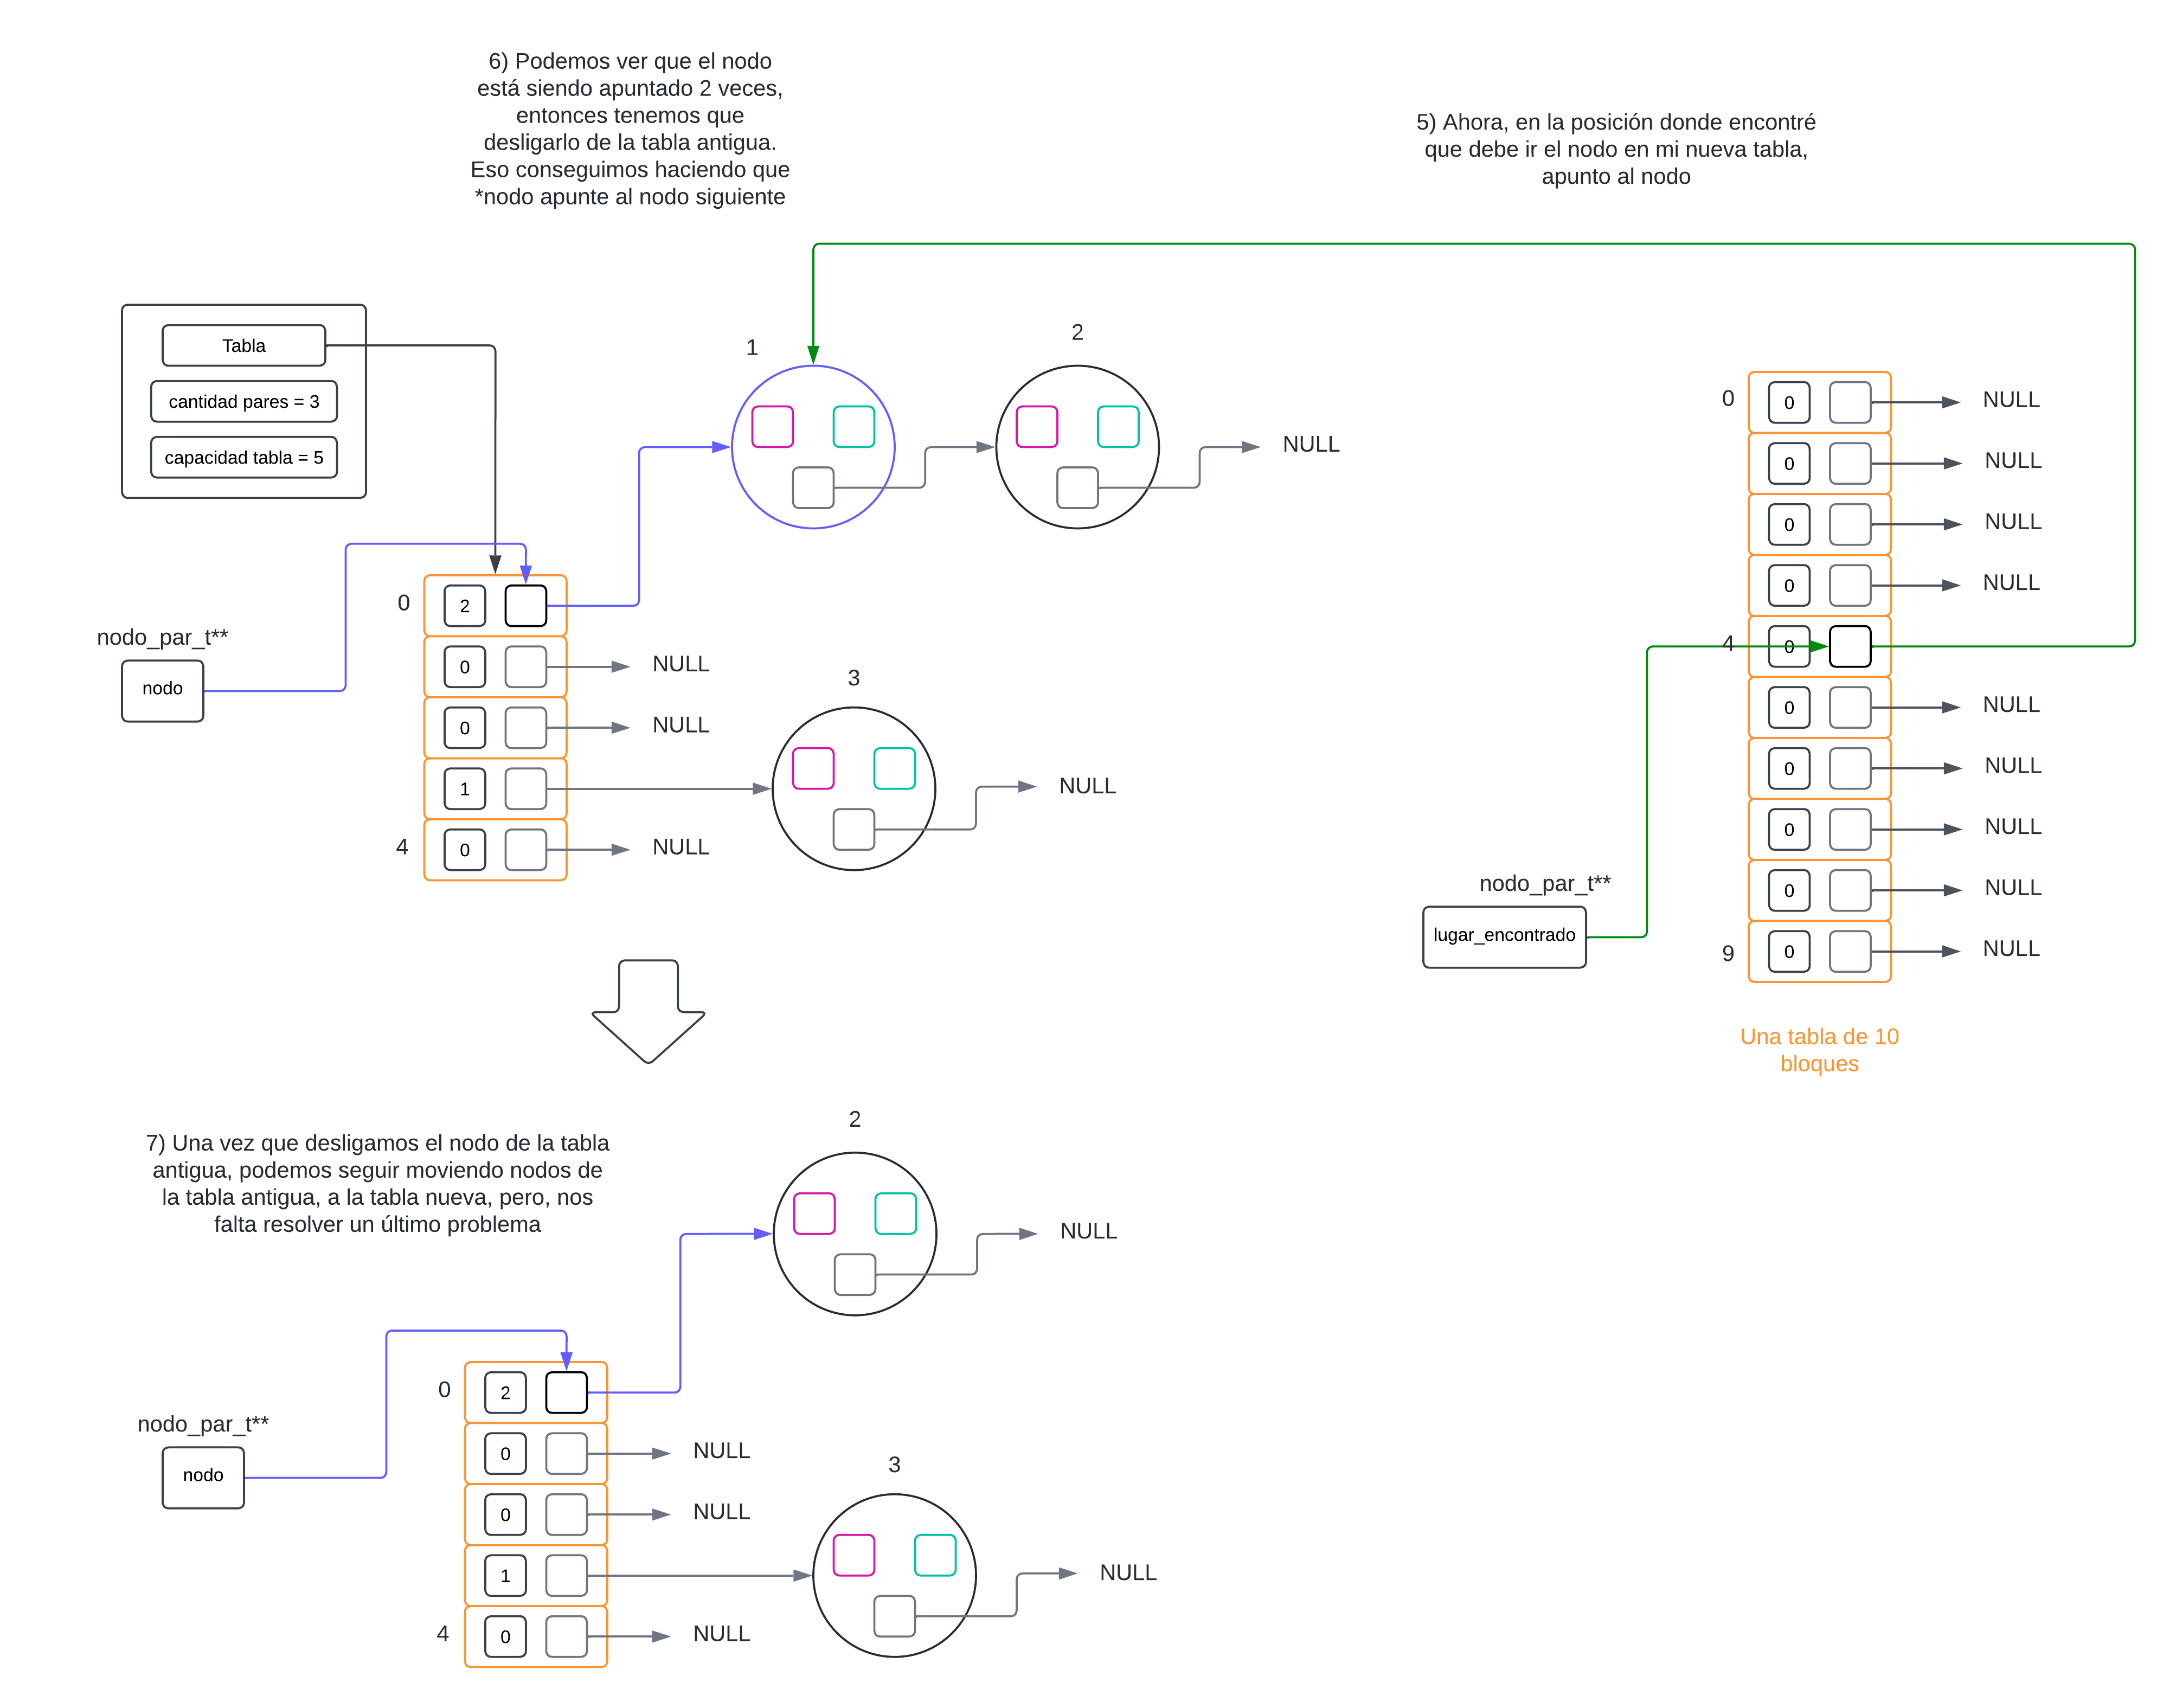 6) Podemos ver que el nodo
está siendo apuntado 2 veces,
entonces tenemos que
desligarlo de la tabla antigua.
Eso conseguimos haciendo que
*nodo apunte al nodo siguiente
5) Ahora, en la posición donde encontré
que debe ir el nodo en mi nueva tabla,
apunto al nodo
Tabla
cantidad pares = 3
capacidad tabla = 5
1
2
NULL
nodo_par_t**
nodo
0
2
0
NULL
0
NULL
1
3
NULL
4
0
NULL
0
0
NULL
0
NULL
0
NULL
0
NULL
4
0
0
NULL
0
NULL
0
NULL
0
NULL
9
0
NULL
nodo_par_t**
lugar_encontrado
Una tabla de 10
bloques
7) Una vez que desligamos el nodo de la tabla
antigua, podemos seguir moviendo nodos de
la tabla antigua, a la tabla nueva, pero, nos
falta resolver un último problema
2
NULL
nodo_par_t**
nodo
0
2
0
NULL
0
NULL
1
3
NULL
4
0
NULL